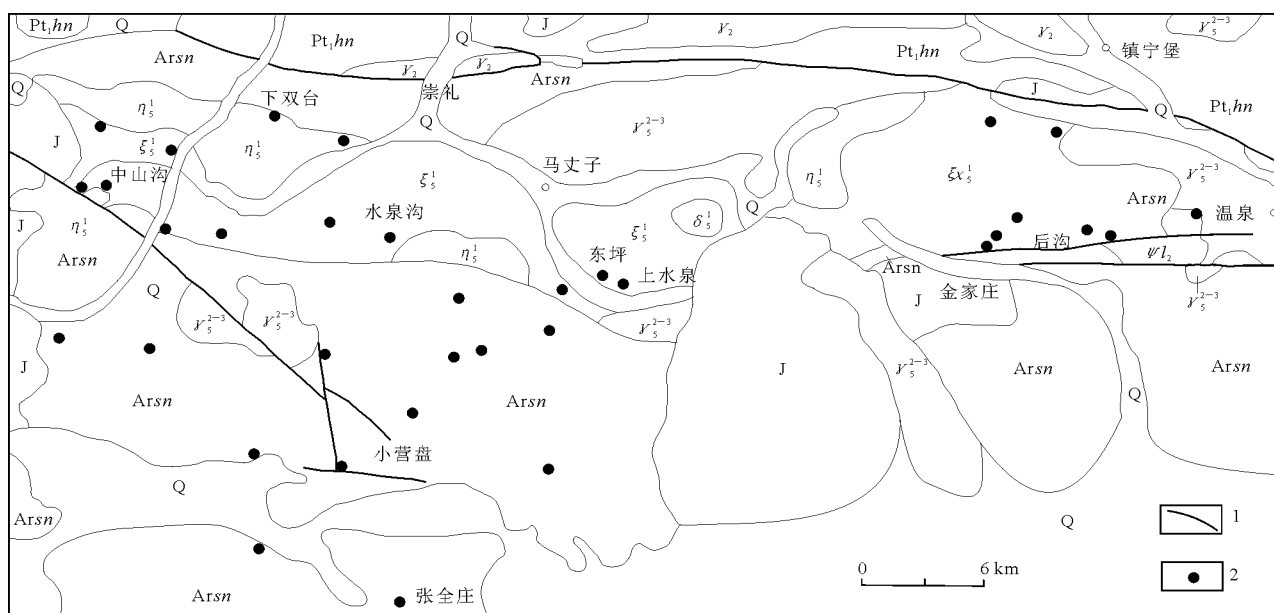 Q
Pt₁hn
Q
J
γ₂
γ₂
γ₅²⁻³
镇宁堡
Pt₁hn
Arsn
γ₂
γ₂
Arsn
Q
崇礼
J
Q
Pt₁hn
η₅¹
下双台
Q
γ₅²⁻³
J
ξ₅¹
η₅¹
马丈子
中山沟
ξ₅¹
η₅¹
ξχ₅¹
γ₅²⁻³
Arsn
J
η₅¹
水泉沟
ξ₅¹
δ₅¹
Q
温泉
Arsn
η₅¹
东坪
上水泉
后沟
ψl₂
Arsn
Q
金家庄
γ₅²⁻³
J
γ₅²⁻³
γ₅²⁻³
γ₅²⁻³
J
J
γ₅²⁻³
Arsn
Arsn
Arsn
Arsn
Q
小营盘
Q
Arsn
Q
1
Arsn
张全庄
0
6 km
2